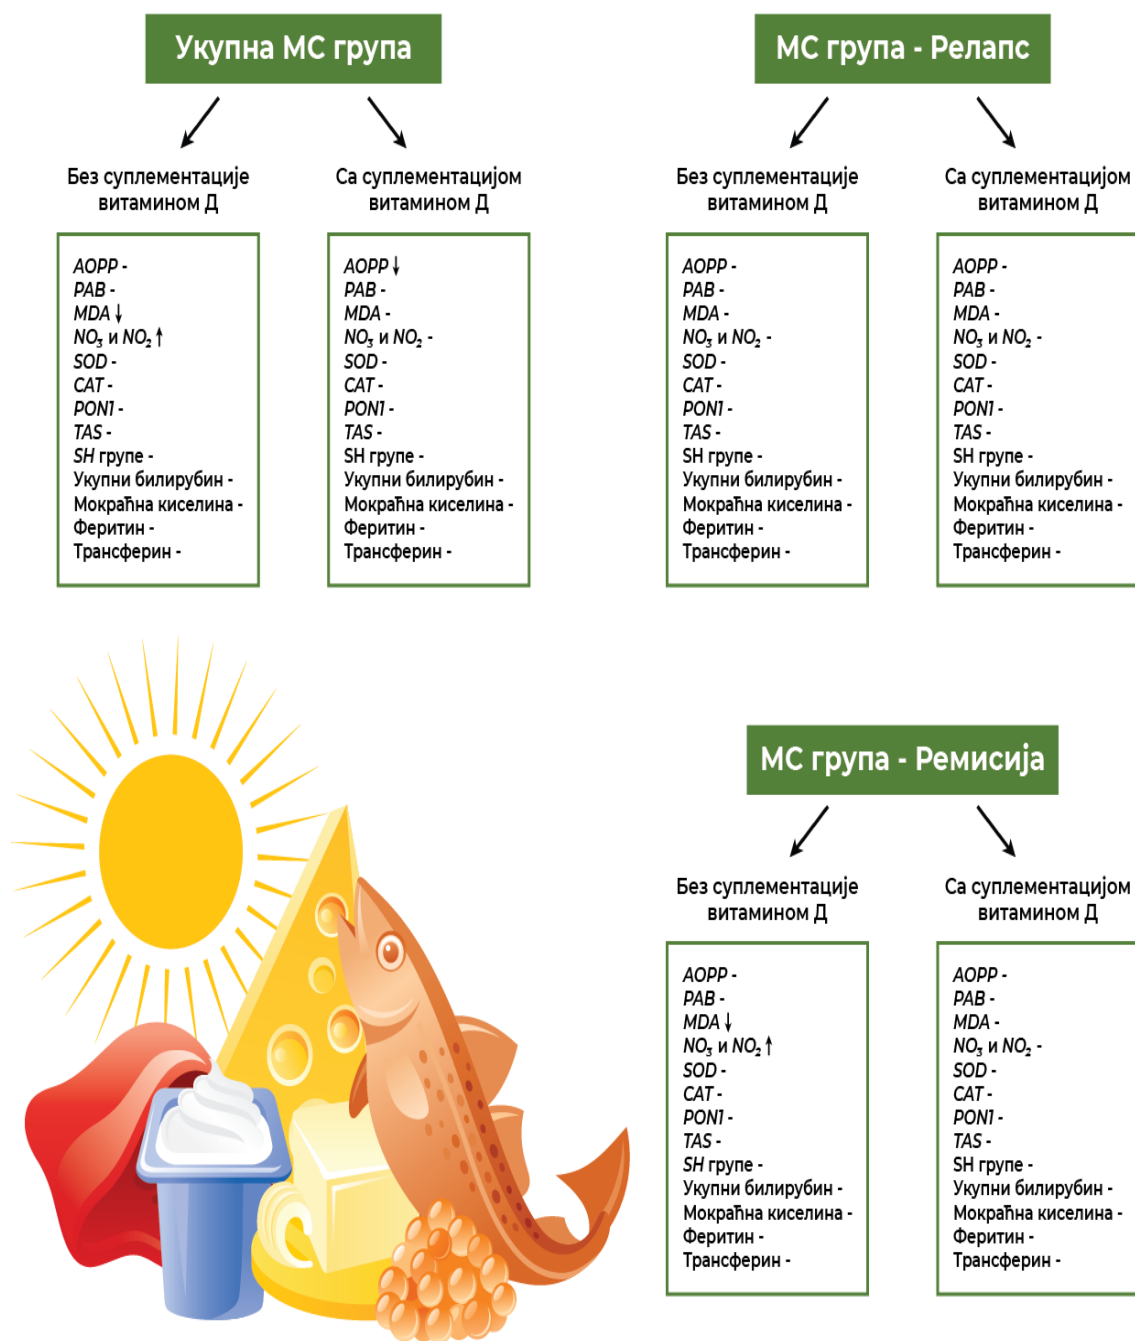 Укупна МС група
Без суплементације
витамином Д
AOPP -
PAB -
MDA ↓
NO₃ и NO₂ ↑
SOD -
CAT -
PON1 -
TAS -
SH групе -
Укупни билирубин -
Мокраћна киселина -
Феритин -
Трансферин -
Са суплементацијом
витамином Д
AOPP ↓
PAB -
MDA -
NO₃ и NO₂ -
SOD -
CAT -
PON1 -
TAS -
SH групе -
Укупни билирубин -
Мокраћна киселина -
Феритин -
Трансферин -
МС група - Релапс
Без суплементације
витамином Д
AOPP -
PAB -
MDA -
NO₃ и NO₂ -
SOD -
CAT -
PON1 -
TAS -
SH групе -
Укупни билирубин -
Мокраћна киселина -
Феритин -
Трансферин -
Са суплементацијом
витамином Д
AOPP -
PAB -
MDA -
NO₃ и NO₂ -
SOD -
CAT -
PON1 -
TAS -
SH групе -
Укупни билирубин -
Мокраћна киселина -
Феритин -
Трансферин -
МС група - Ремисија
Без суплементације
витамином Д
AOPP -
PAB -
MDA ↓
NO₃ и NO₂ ↑
SOD -
CAT -
PON1 -
TAS -
SH групе -
Укупни билирубин -
Мокраћна киселина -
Феритин -
Трансферин -
Са суплементацијом
витамином Д
AOPP -
PAB -
MDA -
NO₃ и NO₂ -
SOD -
CAT -
PON1 -
TAS -
SH групе -
Укупни билирубин -
Мокраћна киселина -
Феритин -
Трансферин -